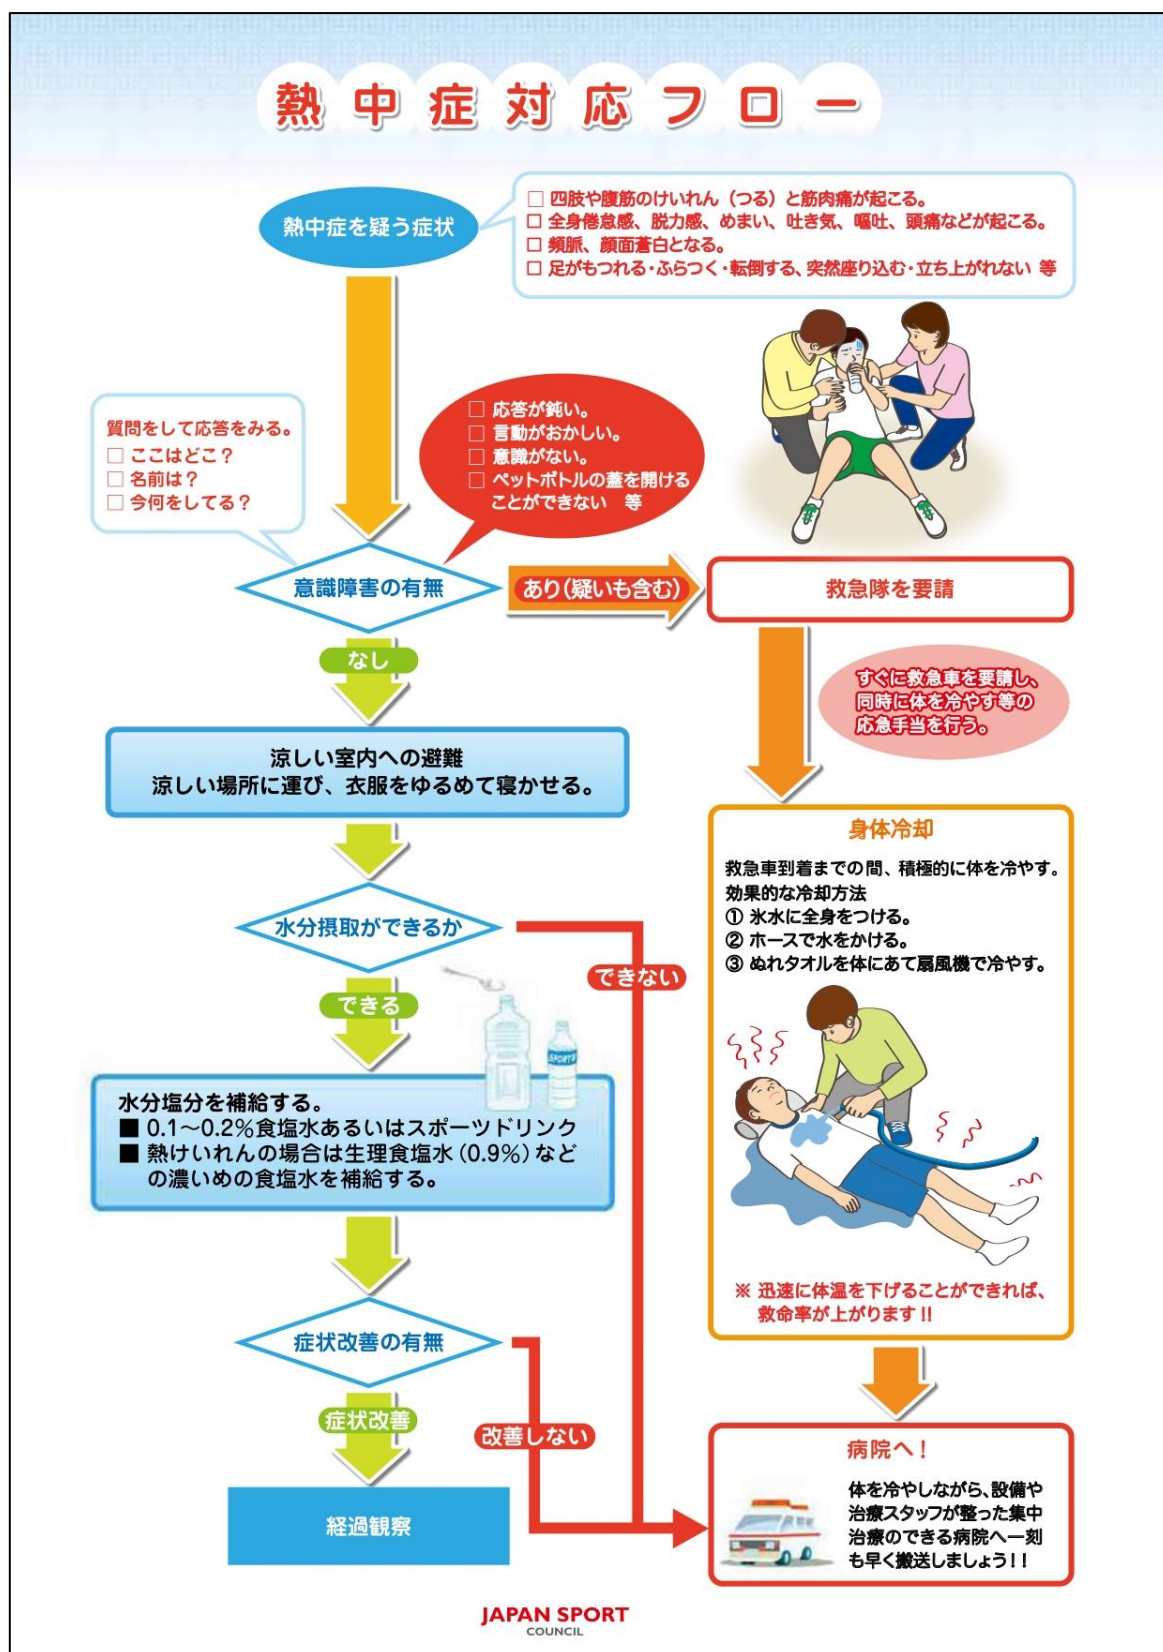 熱中症対応フロー
熱中症を疑う症状
□ 四肢や腹筋のけいれん（つる）と筋肉痛が起こる。
□ 全身倦怠感、脱力感、めまい、吐き気、嘔吐、頭痛などが起こる。
□ 頻脈、顔面蒼白となる。
□ 足がもつれる・ふらつく・転倒する、突然座り込む・立ち上がれない 等
質問をして応答をみる。
□ ここはどこ？
□ 名前は？
□ 今何をしてる？
□ 応答が鈍い。
□ 言動がおかしい。
□ 意識がない。
□ ペットボトルの蓋を開ける
ことができない 等
意識障害の有無
あり（疑いも含む）
救急隊を要請
なし
すぐに救急車を要請し、
同時に体を冷やす等の
応急手当を行う。
涼しい室内への避難
涼しい場所に運び、衣服をゆるめて寝かせる。
身体冷却
救急車到着までの間、積極的に体を冷やす。
効果的な冷却方法
① 氷水に全身をつける。
② ホースで水をかける。
③ ぬれタオルを体にあて扇風機で冷やす。
※ 迅速に体温を下げることができれば、
救命率が上がります!!
水分摂取ができるか
できない
できる
SPORTS
水分塩分を補給する。
■ 0.1～0.2%食塩水あるいはスポーツドリンク
■ 熱けいれんの場合は生理食塩水（0.9%）など
の濃いめの食塩水を補給する。
症状改善の有無
症状改善
改善しない
経過観察
病院へ！
体を冷やしながら、設備や
治療スタッフが整った集中
治療のできる病院へ一刻
も早く搬送しましょう!!
JAPAN SPORT
COUNCIL